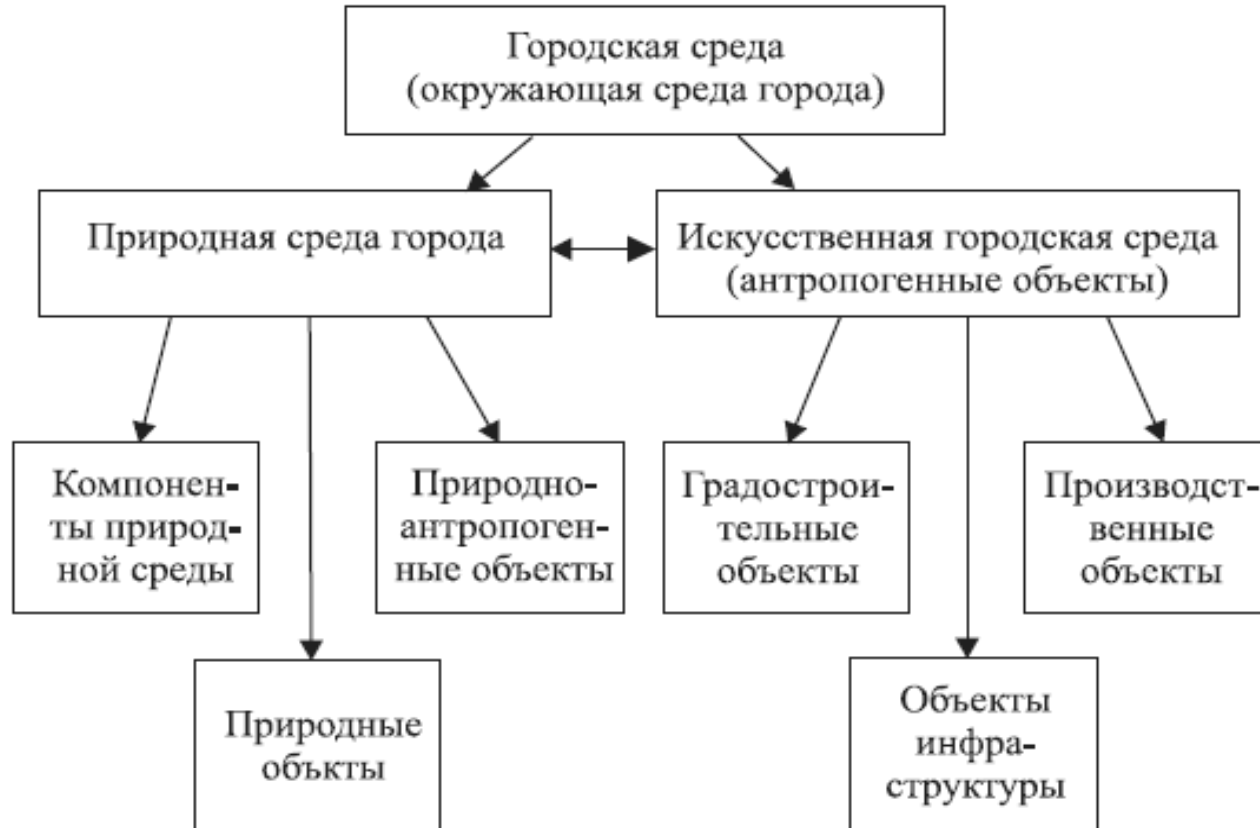 Городская среда
(окружающая среда города)
Природная среда города
Искусственная городская среда
(антропогенные объекты)
Компонен-
ты природ-
ной среды
Природно-
антропоген-
ные объекты
Градострои-
тельные
объекты
Производст-
венные
объекты
Природные
объкты
Объекты
инфра-
структуры